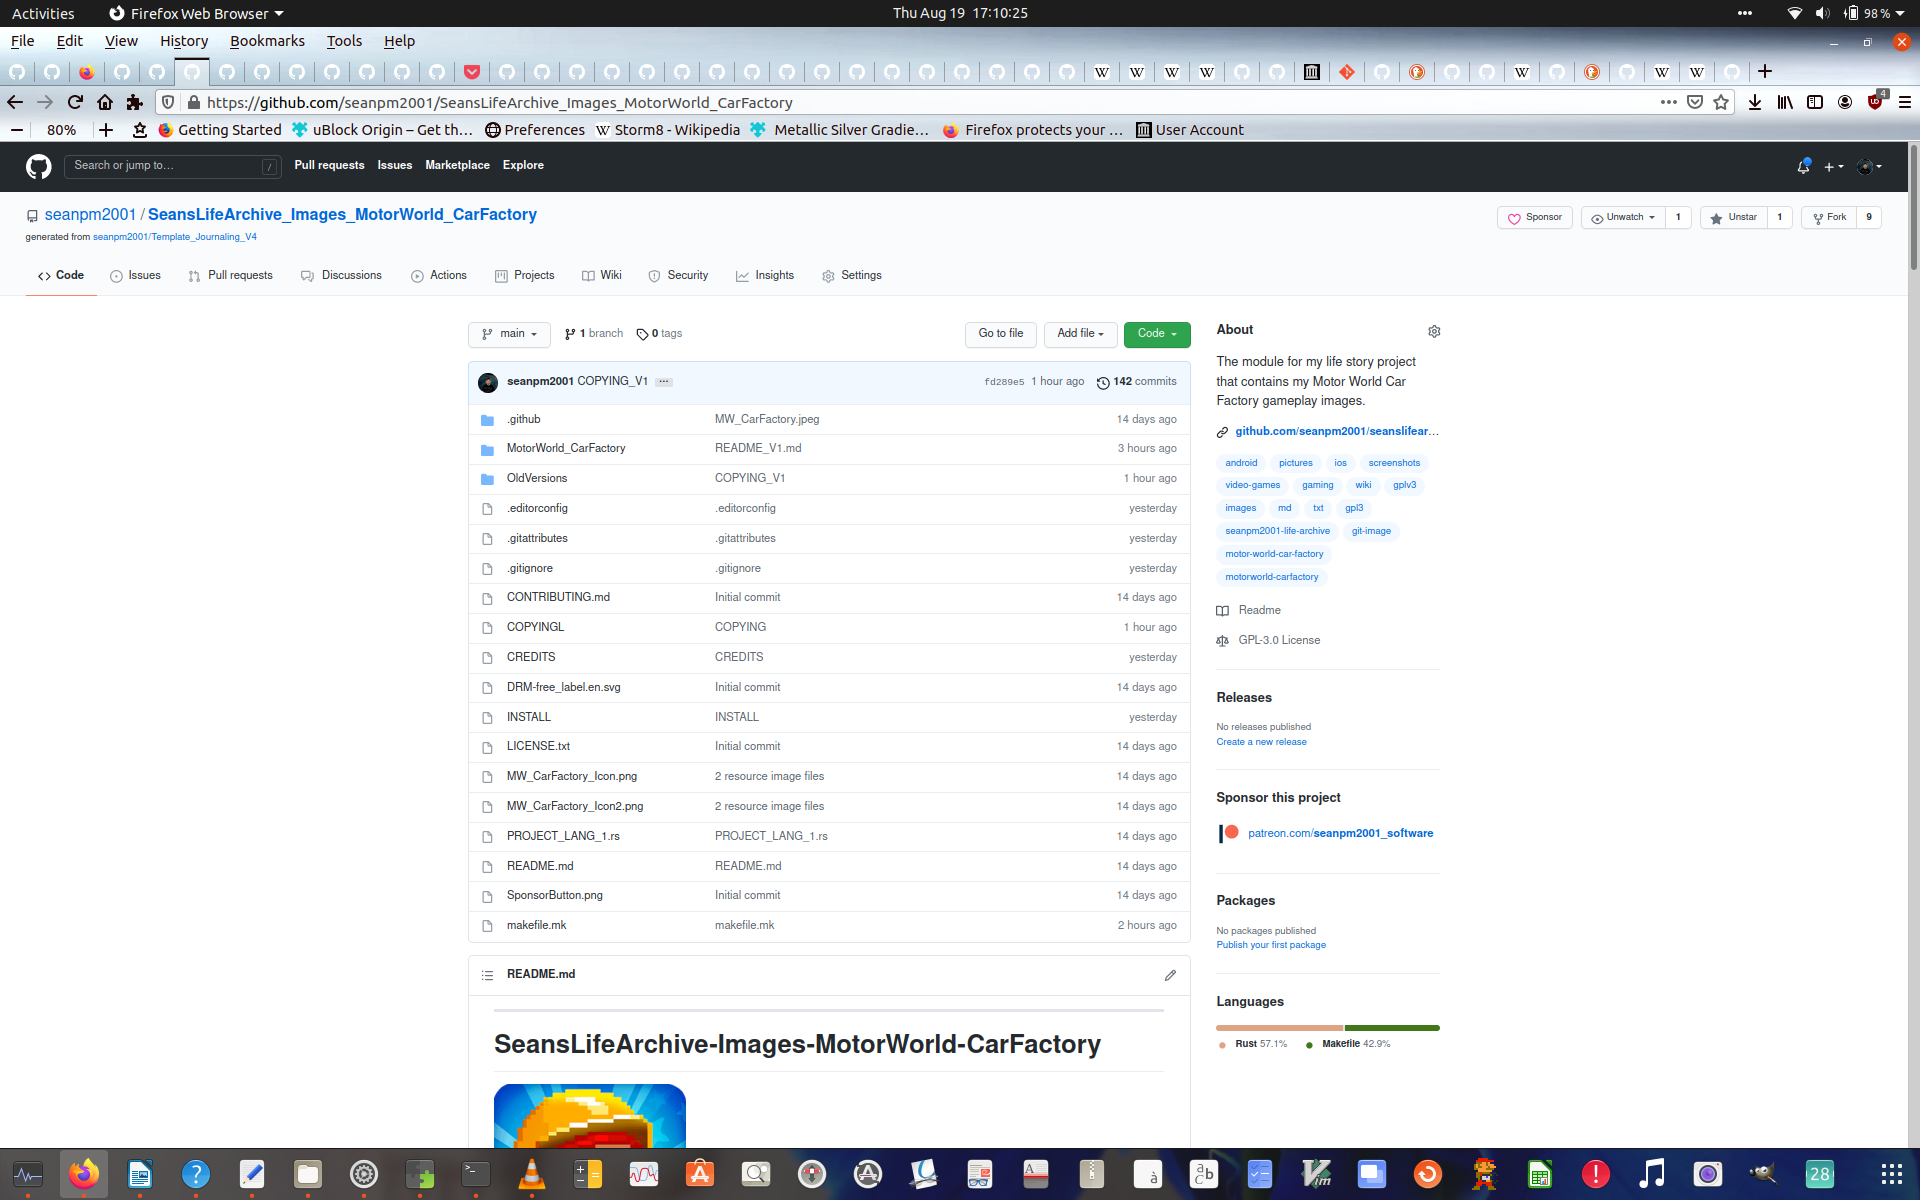 Activities Firefox Web Browser Thu Aug 19 17:10:25 98 %
File Edit View History Bookmarks Tools Help
https://github.com/seanpm2001/SeansLifeArchive_Images_MotorWorld_CarFactory 4
80% Getting Started uBlock Origin – Get th… Preferences Storm8 - Wikipedia Metallic Silver Gradie… Firefox protects your … User Account
Search or jump to… / Pull requests Issues Marketplace Explore
seanpm2001 / SeansLifeArchive_Images_MotorWorld_CarFactory Sponsor Unwatch 1 Unstar 1 Fork 9
generated from seanpm2001/Template_Journaling_V4
Code Issues Pull requests Discussions Actions Projects Wiki Security Insights Settings
main 1 branch 0 tags Go to file Add file Code
seanpm2001 COPYING_V1 … fd289e5 1 hour ago 142 commits
.github MW_CarFactory.jpeg 14 days ago
MotorWorld_CarFactory README_V1.md 3 hours ago
OldVersions COPYING_V1 1 hour ago
.editorconfig .editorconfig yesterday
.gitattributes .gitattributes yesterday
.gitignore .gitignore yesterday
CONTRIBUTING.md Initial commit 14 days ago
COPYINGL COPYING 1 hour ago
CREDITS CREDITS yesterday
DRM-free_label.en.svg Initial commit 14 days ago
INSTALL INSTALL yesterday
LICENSE.txt Initial commit 14 days ago
MW_CarFactory_Icon.png 2 resource image files 14 days ago
MW_CarFactory_Icon2.png 2 resource image files 14 days ago
PROJECT_LANG_1.rs PROJECT_LANG_1.rs 14 days ago
README.md README.md 14 days ago
SponsorButton.png Initial commit 14 days ago
makefile.mk makefile.mk 2 hours ago
README.md
SeansLifeArchive-Images-MotorWorld-CarFactory
About
The module for my life story project
that contains my Motor World Car
Factory gameplay images.
github.com/seanpm2001/seanslifear…
android pictures ios screenshots
video-games gaming wiki gplv3
images md txt gpl3
seanpm2001-life-archive git-image
motor-world-car-factory
motorworld-carfactory
Readme
GPL-3.0 License
Releases
No releases published
Create a new release
Sponsor this project
patreon.com/seanpm2001_software
Packages
No packages published
Publish your first package
Languages
Rust 57.1% Makefile 42.9%
28